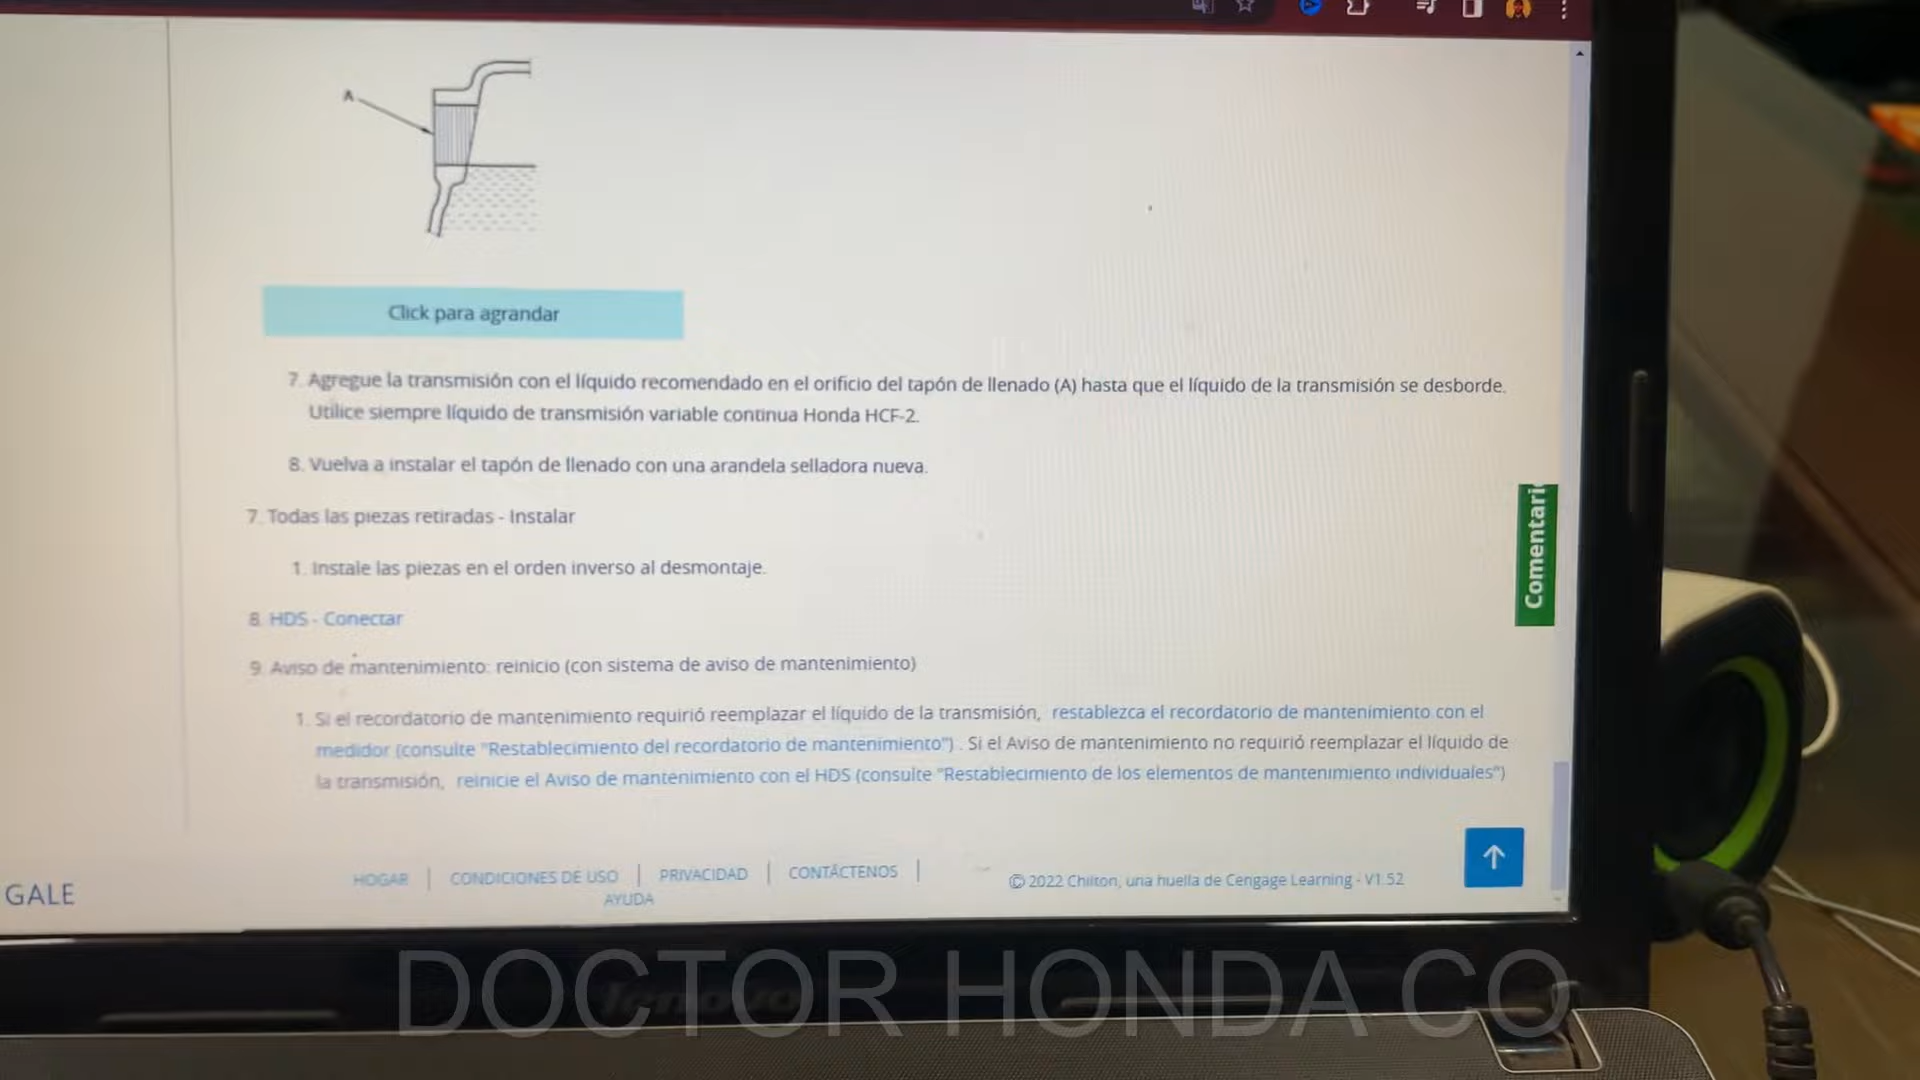 A
Click para agrandar
7. Agregue la transmisión con el líquido recomendado en el orificio del tapón de llenado (A) hasta que el líquido de la transmisión se desborde.
Utilice siempre líquido de transmisión variable continua Honda HCF-2.
8. Vuelva a instalar el tapón de llenado con una arandela selladora nueva.
7. Todas las piezas retiradas - Instalar
1. Instale las piezas en el orden inverso al desmontaje.
8. HDS - Conectar
9. Aviso de mantenimiento: reinicio (con sistema de aviso de mantenimiento)
1. Si el recordatorio de mantenimiento requirió reemplazar el líquido de la transmisión, restablezca el recordatorio de mantenimiento con el
medidor (consulte "Restablecimiento del recordatorio de mantenimiento") . Si el Aviso de mantenimiento no requirió reemplazar el líquido de
la transmisión, reinicie el Aviso de mantenimiento con el HDS (consulte "Restablecimiento de los elementos de mantenimiento individuales")
Comentari
GALE
HOGAR | CONDICIONES DE USO | PRIVACIDAD | CONTÁCTENOS |
AYUDA
© 2022 Chilton, una huella de Cengage Learning - V1.52
lenovo
DOCTOR HONDA CO